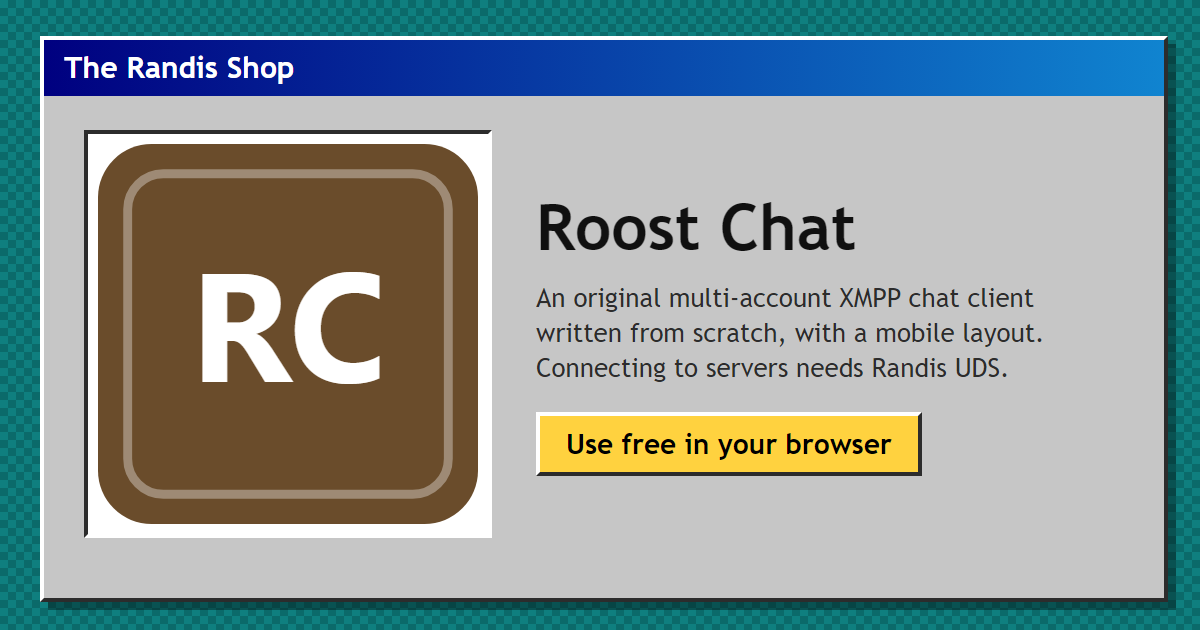 The Randis Shop
RC
Roost Chat
An original multi-account XMPP chat client
written from scratch, with a mobile layout.
Connecting to servers needs Randis UDS.
Use free in your browser